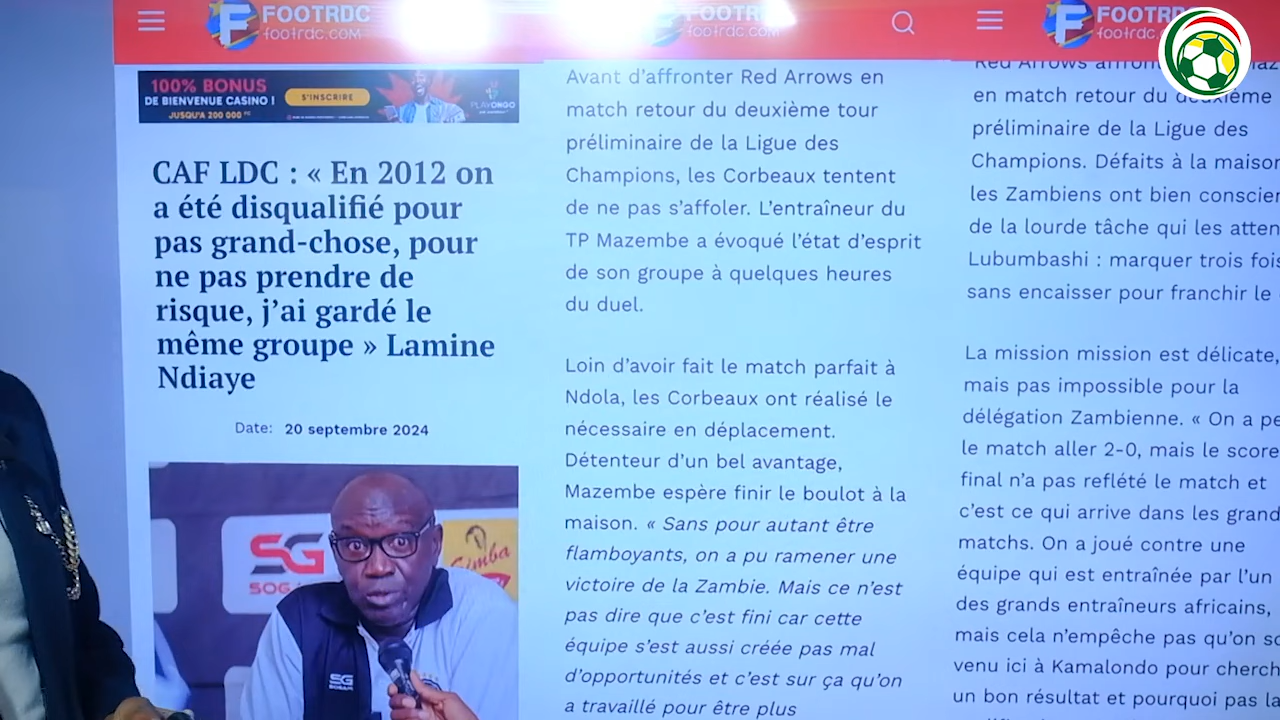 FOOTRDC
footrdc.com
FOOTRDC
footrdc.com
FOOTRDC
100% BONUS
DE BIENVENUE CASINO !
JUSQU'A 200 000 FC
S'INSCRIRE
PLAYONGO
CAF LDC : « En 2012 on
a été disqualifié pour
pas grand-chose, pour
ne pas prendre de
risque, j'ai gardé le
même groupe » Lamine
Ndiaye
Date: 20 septembre 2024
SG
Simba
SG
Avant d'affronter Red Arrows en
match retour du deuxième tour
préliminaire de la Ligue des
Champions, les Corbeaux tentent
de ne pas s'affoler. L'entraîneur du
TP Mazembe a évoqué l'état d'esprit
de son groupe à quelques heures
du duel.
Loin d'avoir fait le match parfait à
Ndola, les Corbeaux ont réalisé le
nécessaire en déplacement.
Détenteur d'un bel avantage,
Mazembe espère finir le boulot à la
maison. « Sans pour autant être
flamboyants, on a pu ramener une
victoire de la Zambie. Mais ce n'est
pas dire que c'est fini car cette
équipe s'est aussi créée pas mal
d'opportunités et c'est sur ça qu'on
a travaillé pour être plus
Red Arrows
en match retour du deuxième
préliminaire de la Ligue des
Champions. Défaits à la maison
les Zambiens ont bien conscien
de la lourde tâche qui les atten
Lubumbashi : marquer trois fois
sans encaisser pour franchir le
La mission mission est délicate,
mais pas impossible pour la
délégation Zambienne. « On a pe
le match aller 2-0, mais le score
final n'a pas reflété le match et
c'est ce qui arrive dans les grand
matchs. On a joué contre une
équipe qui est entraînée par l'un
des grands entraîneurs africains,
mais cela n'empêche pas qu'on so
venu ici à Kamalondo pour cherch
un bon résultat et pourquoi pas la